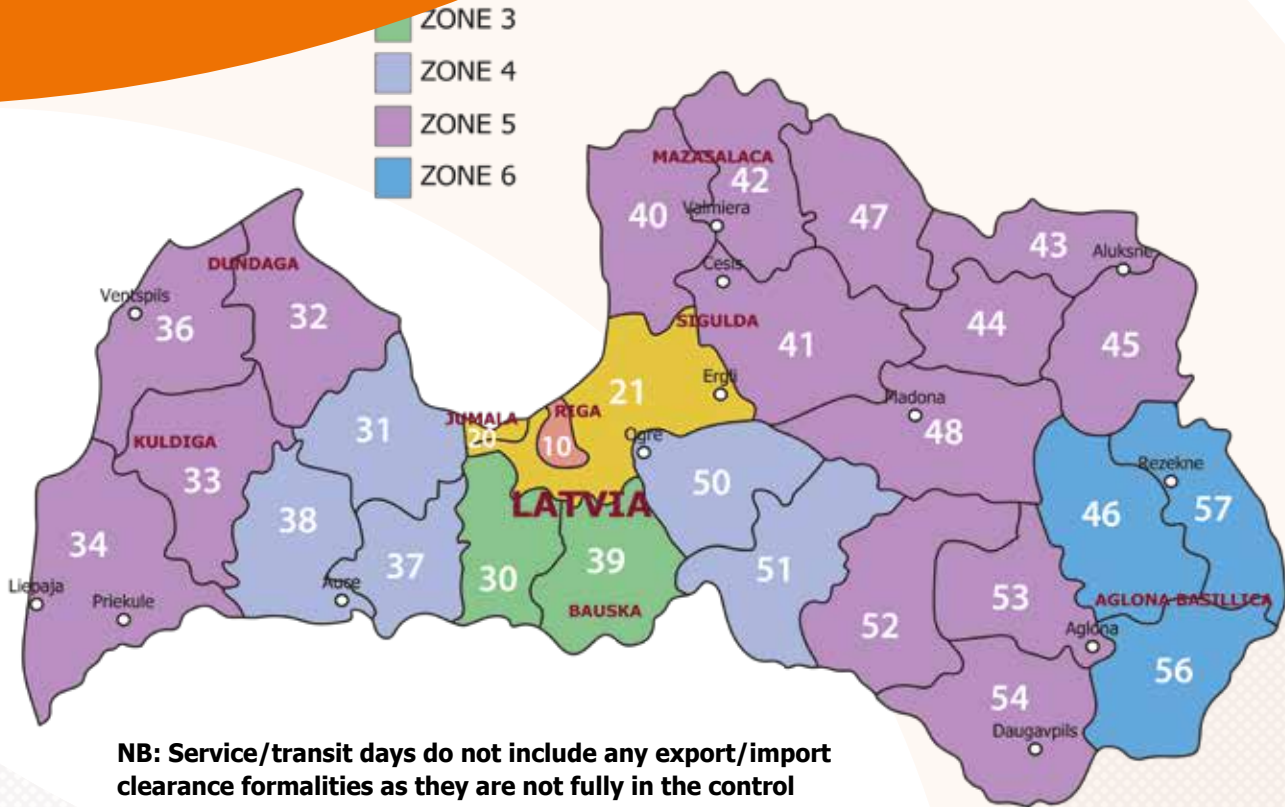 ZONE 3
ZONE 4
ZONE 5
ZONE 6
MAZASALACA
42
40
Valmiera
47
43
Aluksne
Cesis
DUNDAGA
Ventspils
36
32
SIGULDA
41
44
45
21
Ergli
Madona
48
JUMALA
20
RIGA
10
31
KULDIGA
33
Ogre
50
Rezekne
46
57
LATVIA
38
37
30
39
51
34
Liepaja
Priekule
Auce
BAUSKA
52
53
AGLONA BASILLICA
Aglona
56
54
Daugavpils
NB: Service/transit days do not include any export/import
clearance formalities as they are not fully in the control